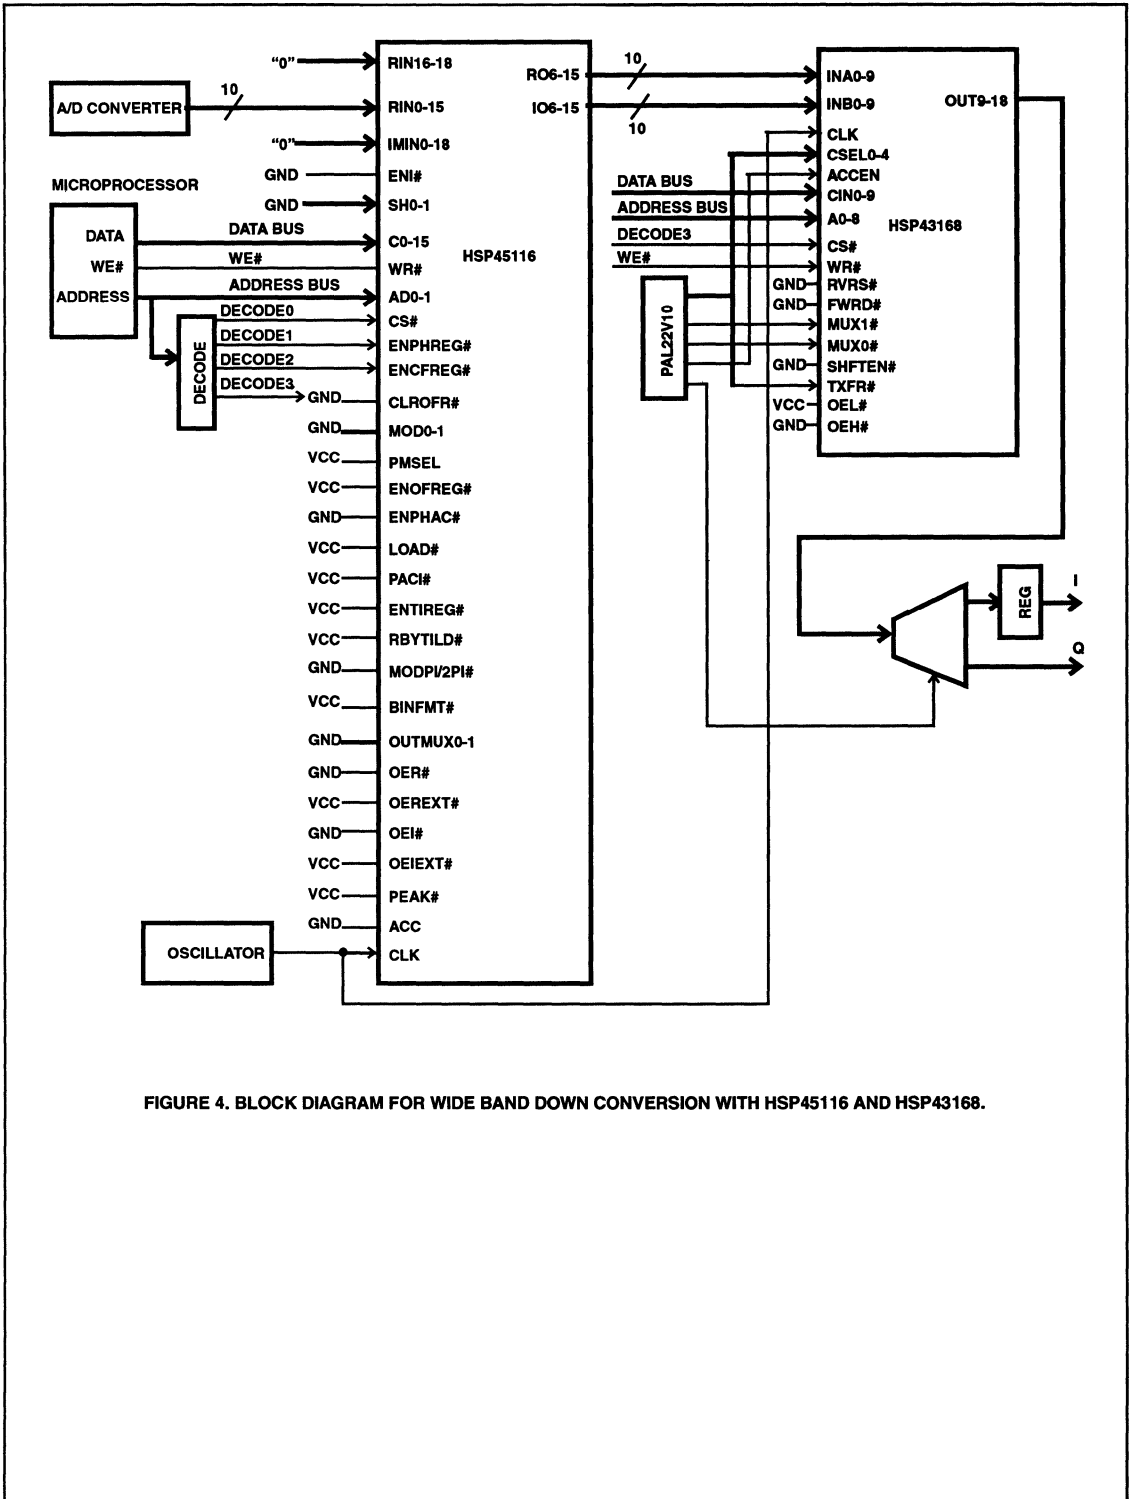 "0"
RIN16-18
A/D CONVERTER
10
RIN0-15
"0"
IMIN0-18
GND
ENI#
GND
SH0-1
MICROPROCESSOR
DATA
WE#
ADDRESS
DATA BUS
C0-15
WE#
WR#
ADDRESS BUS
AD0-1
DECODE
DECODE0
CS#
DECODE1
ENPHREG#
DECODE2
ENCFREG#
DECODE3
GND
CLROFR#
GND
MOD0-1
VCC
PMSEL
VCC
ENOFREG#
GND
ENPHAC#
VCC
LOAD#
VCC
PACI#
VCC
ENTIREG#
VCC
RBYTILD#
GND
MODPI/2PI#
VCC
BINFMT#
GND
OUTMUX0-1
GND
OER#
VCC
OEREXT#
GND
OEI#
VCC
OEIEXT#
VCC
PEAK#
GND
ACC
OSCILLATOR
CLK
HSP45116
RO6-15
10
IO6-15
10
INA0-9
INB0-9
OUT9-18
CLK
CSEL0-4
ACCEN
DATA BUS
CIN0-9
ADDRESS BUS
A0-8
HSP43168
DECODE3
CS#
WE#
WR#
PAL22V10
GND
RVRS#
GND
FWRD#
MUX1#
MUX0#
GND
SHFTEN#
TXFR#
VCC
OEL#
GND
OEH#
REG
I
Q
FIGURE 4. BLOCK DIAGRAM FOR WIDE BAND DOWN CONVERSION WITH HSP45116 AND HSP43168.